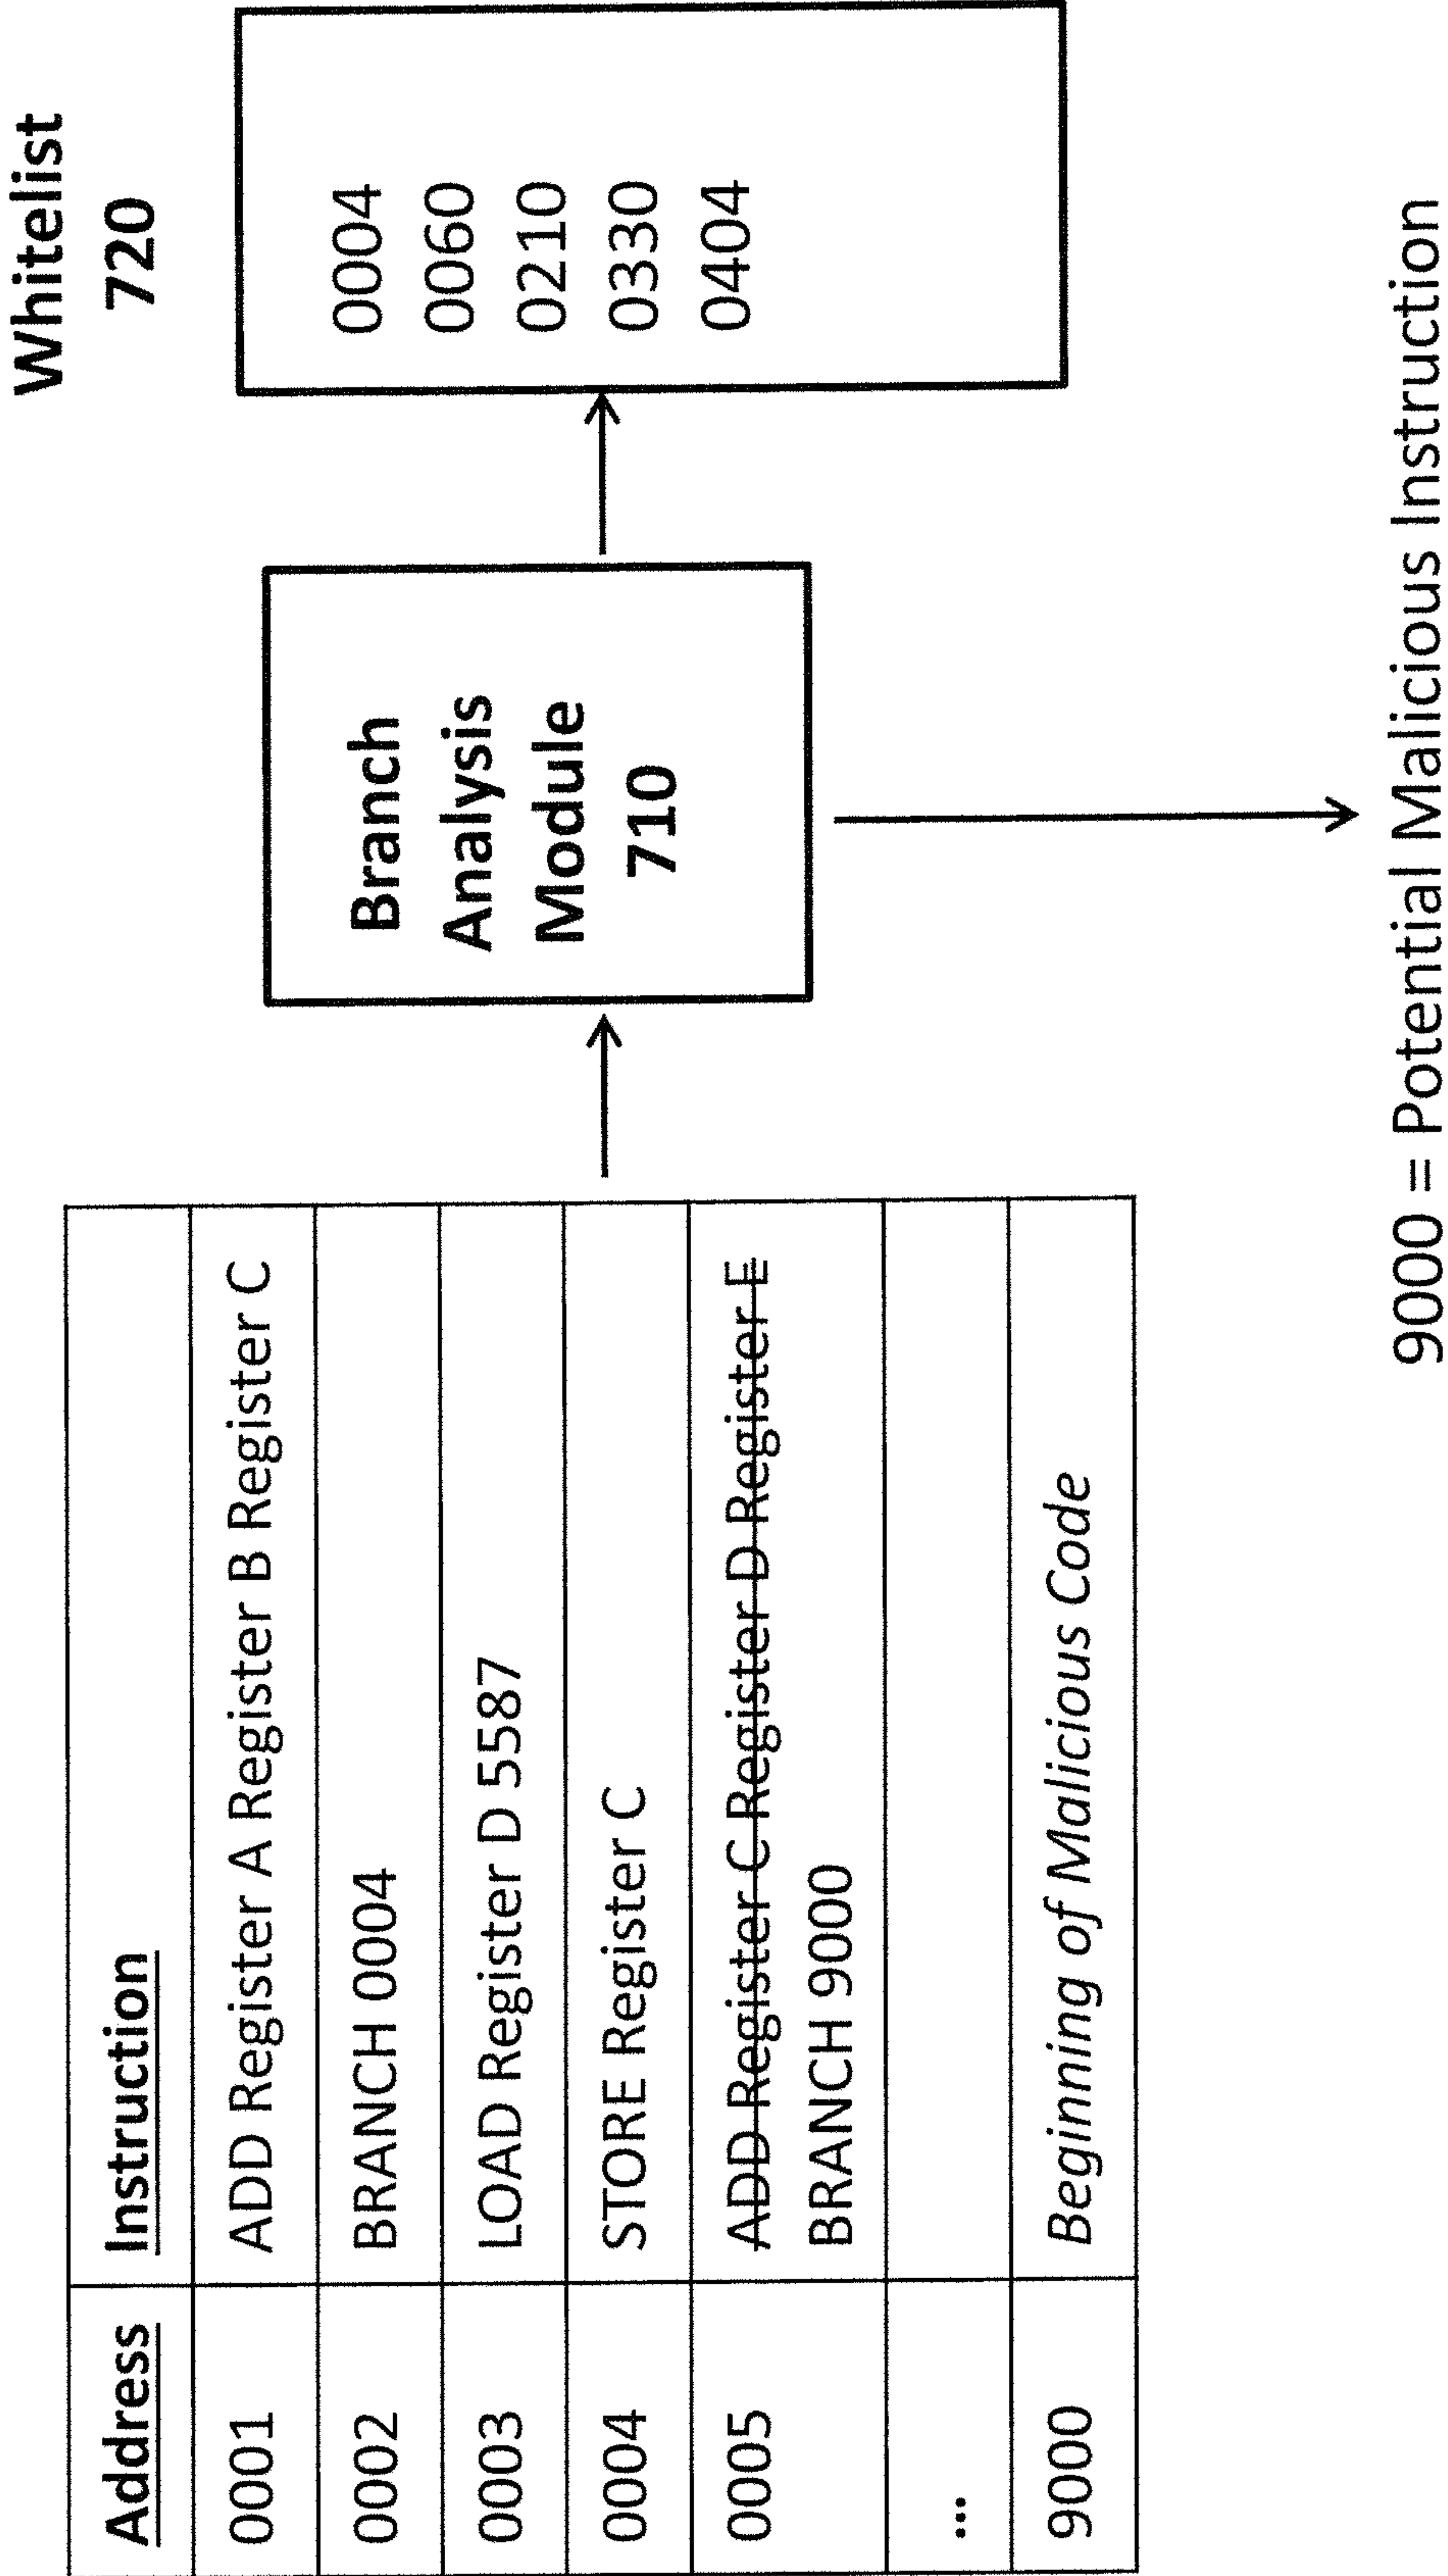 Address Instruction
0001 ADD Register A Register B Register C
0002 BRANCH 0004
0003 LOAD Register D 5587
0004 STORE Register C
0005 ADD Register C Register D Register E
BRANCH 9000
...
9000 Beginning of Malicious Code
Branch
Analysis
Module
710
Whitelist
720
0004
0060
0210
0330
0404
9000 = Potential Malicious Instruction